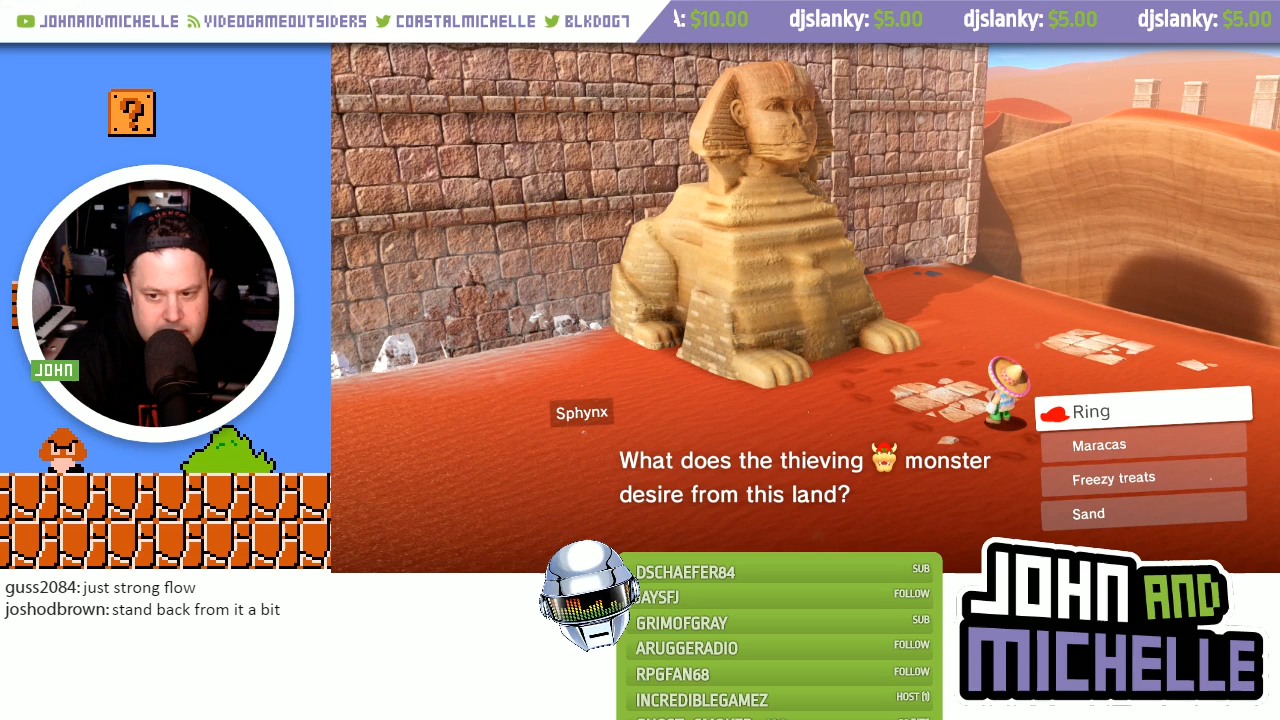 JOHNANDMICHELLE VIDEOGAMEOUTSIDERS COASTALMICHELLE BLKDOG7
$10.00 djslanky: $5.00 djslanky: $5.00 djslanky: $5.00
?
JOHN
Sphynx
What does the thieving monster
desire from this land?
Ring
Maracas
Freezy treats
Sand
guss2084: just strong flow
joshodbrown: stand back from it a bit
DSCHAEFER84 SUB
JAYSFJ FOLLOW
GRIMOFGRAY SUB
ARUGGERADIO FOLLOW
RPGFAN68 FOLLOW
INCREDIBLEGAMEZ HOST (1)
JOHN AND
MICHELLE